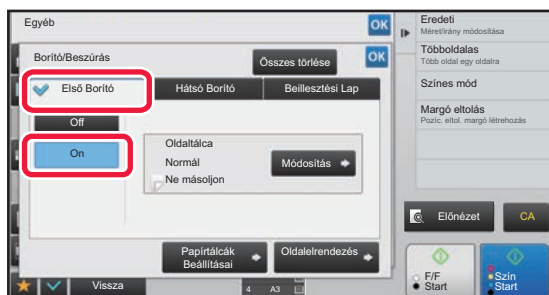 Egyéb
OK
Borító/Beszúrás
Összes törlése
OK
Első Borító
Hátsó Borító
Beillesztési Lap
Off
On
Oldaltálca
Normál
Ne másoljon
Módosítás
Papírtálcák
Beállításai
Oldalelrendezés
Vissza
4 A3
Eredeti
Méret/irány módosítása
Többoldalas
Több oldal egy oldalra
Színes mód
Margó eltolás
Pozíc. eltol. margó létrehozás
Előnézet
CA
F/F
Start
Szín
Start